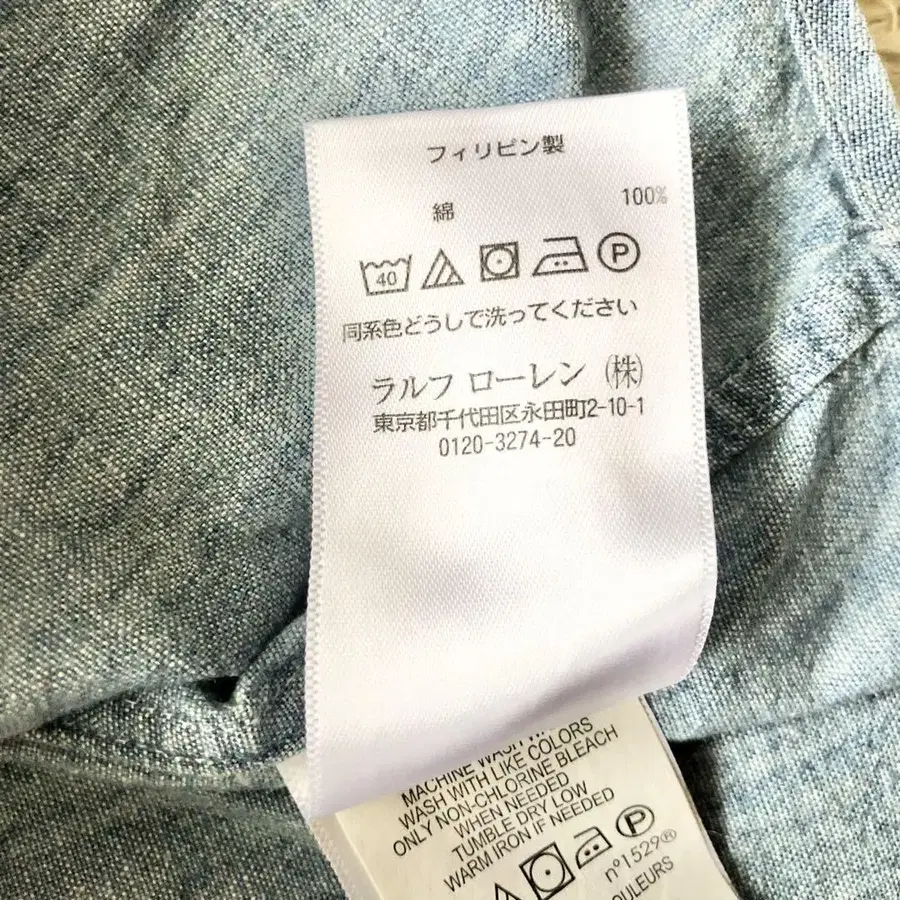 フィリピン製
綿 100%
40 P
同系色どうしで洗ってください
ラルフ ローレン (株)
東京都千代田区永田町2-10-1
0120-3274-20
MACHINE WASH
WASH WITH LIKE COLORS
ONLY NON-CHLORINE BLEACH
WHEN NEEDED
TUMBLE DRY LOW
WARM IRON IF NEEDED
P
n°1529®